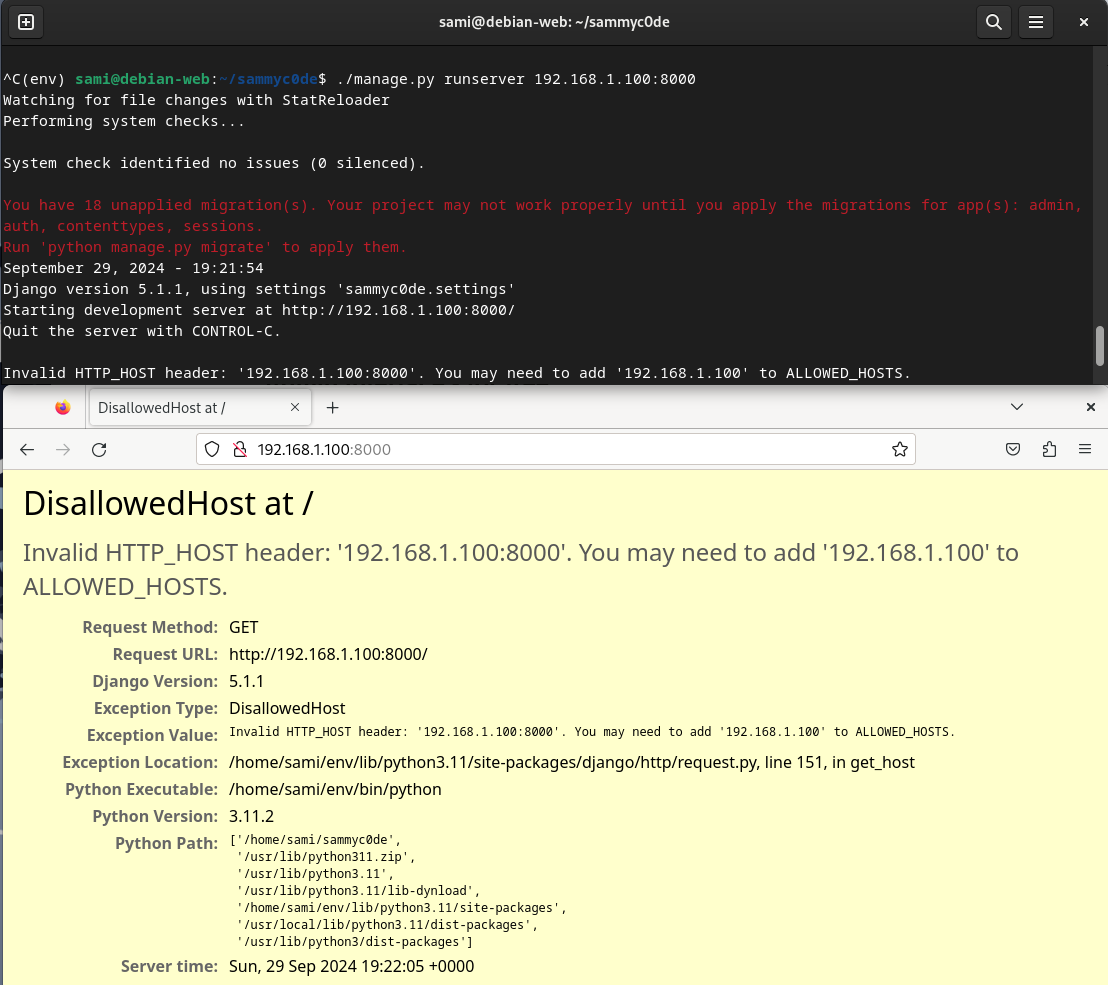 sami@debian-web: ~/sammyc0de
^C(env) sami@debian-web:~/sammyc0de$ ./manage.py runserver 192.168.1.100:8000
Watching for file changes with StatReloader
Performing system checks...
System check identified no issues (0 silenced).
You have 18 unapplied migration(s). Your project may not work properly until you apply the migrations for app(s): admin,
auth, contenttypes, sessions.
Run 'python manage.py migrate' to apply them.
September 29, 2024 - 19:21:54
Django version 5.1.1, using settings 'sammyc0de.settings'
Starting development server at http://192.168.1.100:8000/
Quit the server with CONTROL-C.
Invalid HTTP_HOST header: '192.168.1.100:8000'. You may need to add '192.168.1.100' to ALLOWED_HOSTS.
DisallowedHost at /
192.168.1.100:8000
DisallowedHost at /
Invalid HTTP_HOST header: '192.168.1.100:8000'. You may need to add '192.168.1.100' to
ALLOWED_HOSTS.
Request Method: GET
Request URL: http://192.168.1.100:8000/
Django Version: 5.1.1
Exception Type: DisallowedHost
Exception Value: Invalid HTTP_HOST header: '192.168.1.100:8000'. You may need to add '192.168.1.100' to ALLOWED_HOSTS.
Exception Location: /home/sami/env/lib/python3.11/site-packages/django/http/request.py, line 151, in get_host
Python Executable: /home/sami/env/bin/python
Python Version: 3.11.2
Python Path: ['/home/sami/sammyc0de',
'/usr/lib/python311.zip',
'/usr/lib/python3.11',
'/usr/lib/python3.11/lib-dynload',
'/home/sami/env/lib/python3.11/site-packages',
'/usr/local/lib/python3.11/dist-packages',
'/usr/lib/python3/dist-packages']
Server time: Sun, 29 Sep 2024 19:22:05 +0000